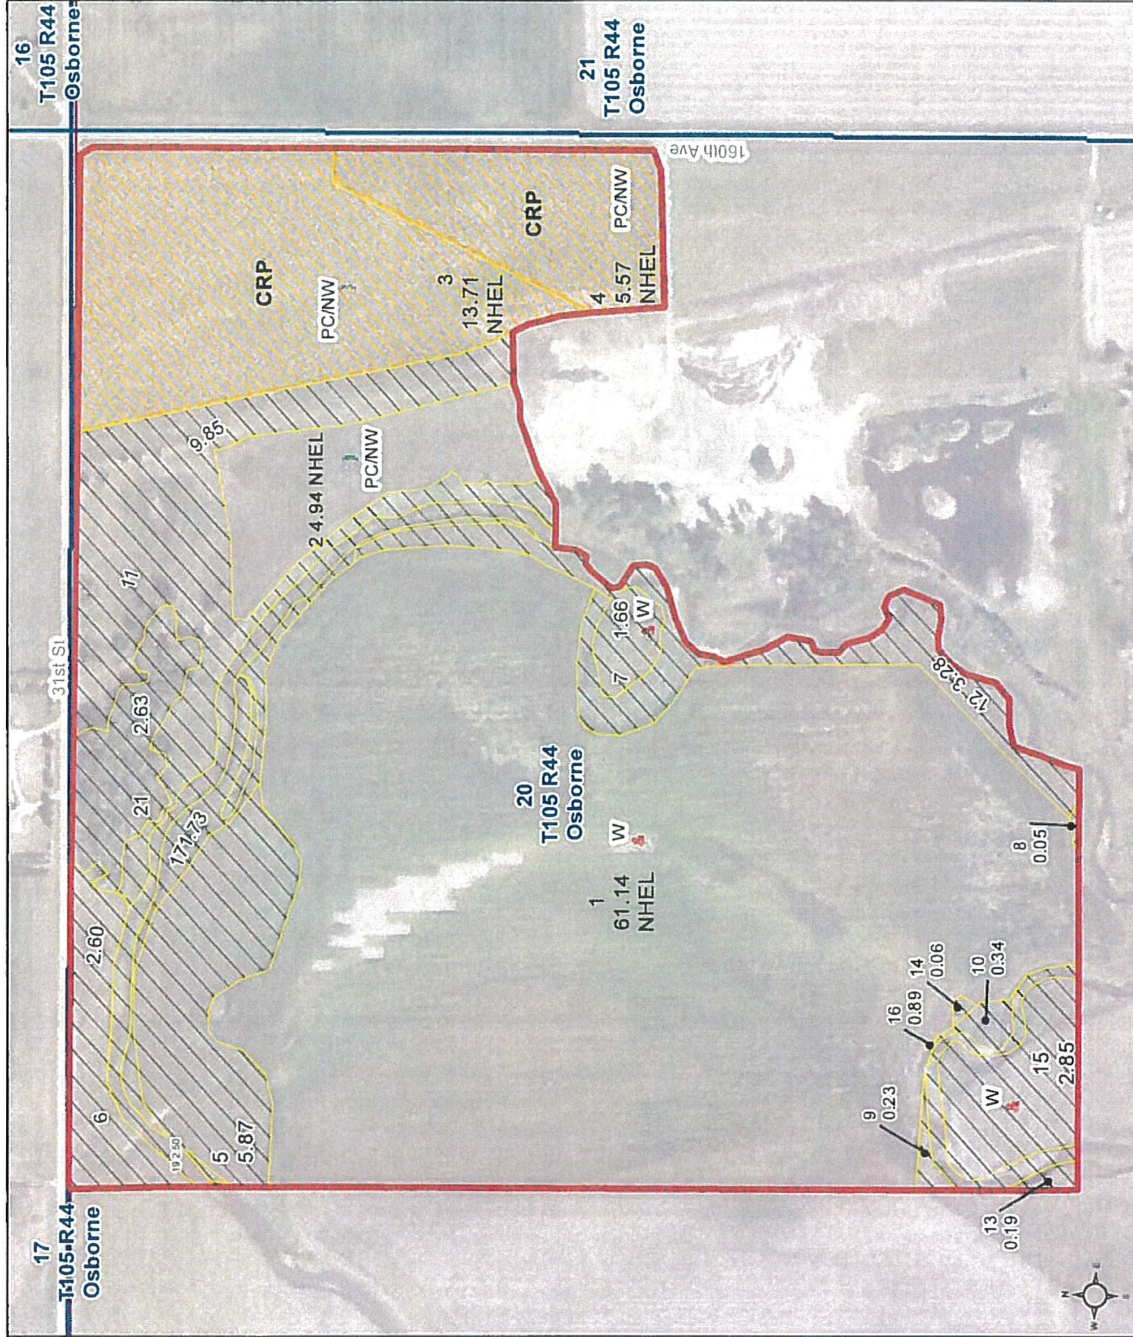 16
T105 R44
Osborne
17
T105 R44
Osborne
31st St
21
T105 R44
Osborne
160th Ave
CRP
PC/NW
3
13.71
NHEL
CRP
PC/NW
4
5.57
NHEL
9.85
11
2 4.94 NHEL
PC/NW
2.63
21
17 1.73
2.60
6
19 2.50
5
5.87
1.66
W
7
20
T105 R44
Osborne
W
1
61.14
NHEL
12 3.28
8
0.05
14
0.06
10
0.34
16
0.89
9
0.23
15
2.85
W
13
0.19
N
E
S
W